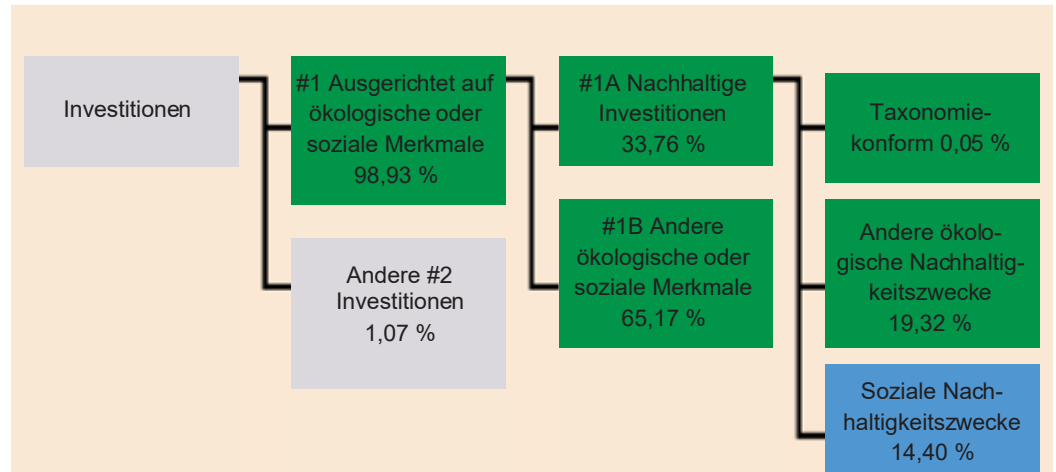 Investitionen
#1 Ausgerichtet auf
ökologische oder
soziale Merkmale
98,93 %
Andere #2
Investitionen
1,07 %
#1A Nachhaltige
Investitionen
33,76 %
#1B Andere
ökologische oder
soziale Merkmale
65,17 %
Taxonomie-
konform 0,05 %
Andere ökolo-
gische Nachhaltig-
keitszwecke
19,32 %
Soziale Nach-
haltigkeitszwecke
14,40 %